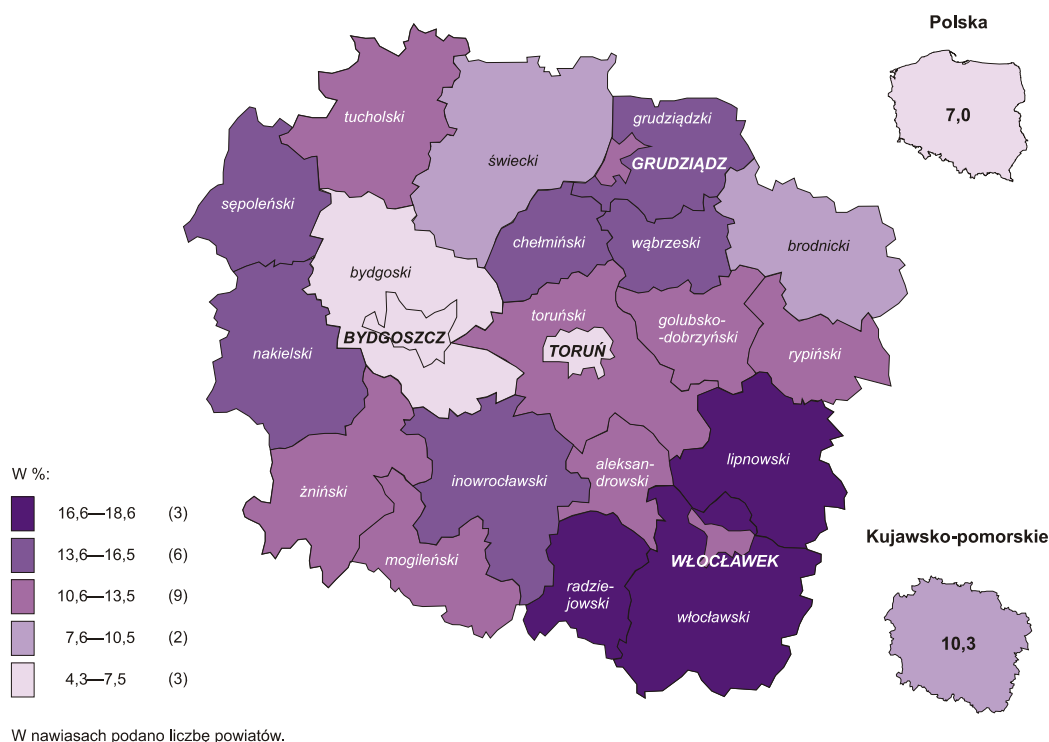 Polska
7,0
tucholski
grudziądzki
świecki
GRUDZIĄDZ
sępoleński
chełmiński
wąbrzeski
brodnicki
bydgoski
toruński
golubsko-
-dobrzyński
BYDGOSZCZ
TORUŃ
nakielski
rypiński
lipnowski
aleksan-
drowski
inowrocławski
żniński
mogileński
WŁOCŁAWEK
radzie-
jowski
włocławski
Kujawsko-pomorskie
10,3
W %:
16,6—18,6 (3)
13,6—16,5 (6)
10,6—13,5 (9)
7,6—10,5 (2)
4,3—7,5 (3)
W nawiasach podano liczbę powiatów.